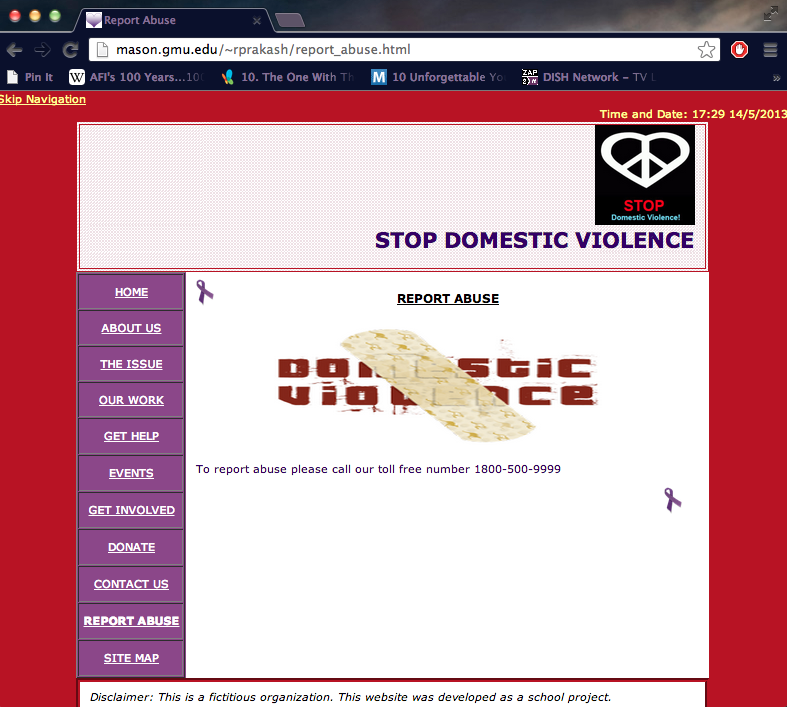 Report Abuse
mason.gmu.edu/~rprakash/report_abuse.html
Pin It
W AFI's 100 Years...100
10. The One With Th
M 10 Unforgettable Yo
ZAP 2it DISH Network – TV L
»
Skip Navigation
Time and Date: 17:29 14/5/2013
STOP
Domestic Violence!
STOP DOMESTIC VIOLENCE
HOME
ABOUT US
THE ISSUE
OUR WORK
GET HELP
EVENTS
GET INVOLVED
DONATE
CONTACT US
REPORT ABUSE
SITE MAP
REPORT ABUSE
Domestic
Violence
To report abuse please call our toll free number 1800-500-9999
Disclaimer: This is a fictitious organization. This website was developed as a school project.